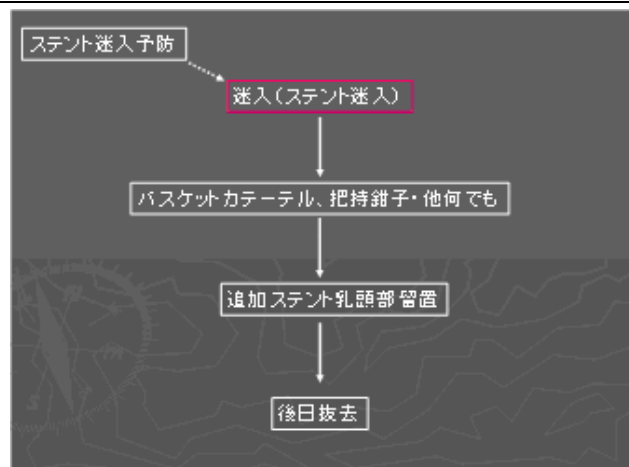 ステント迷入予防
迷入(ステント迷入)
バスケットカテーテル、把持鉗子・他何でも
追加ステント乳頭部留置
後日抜去